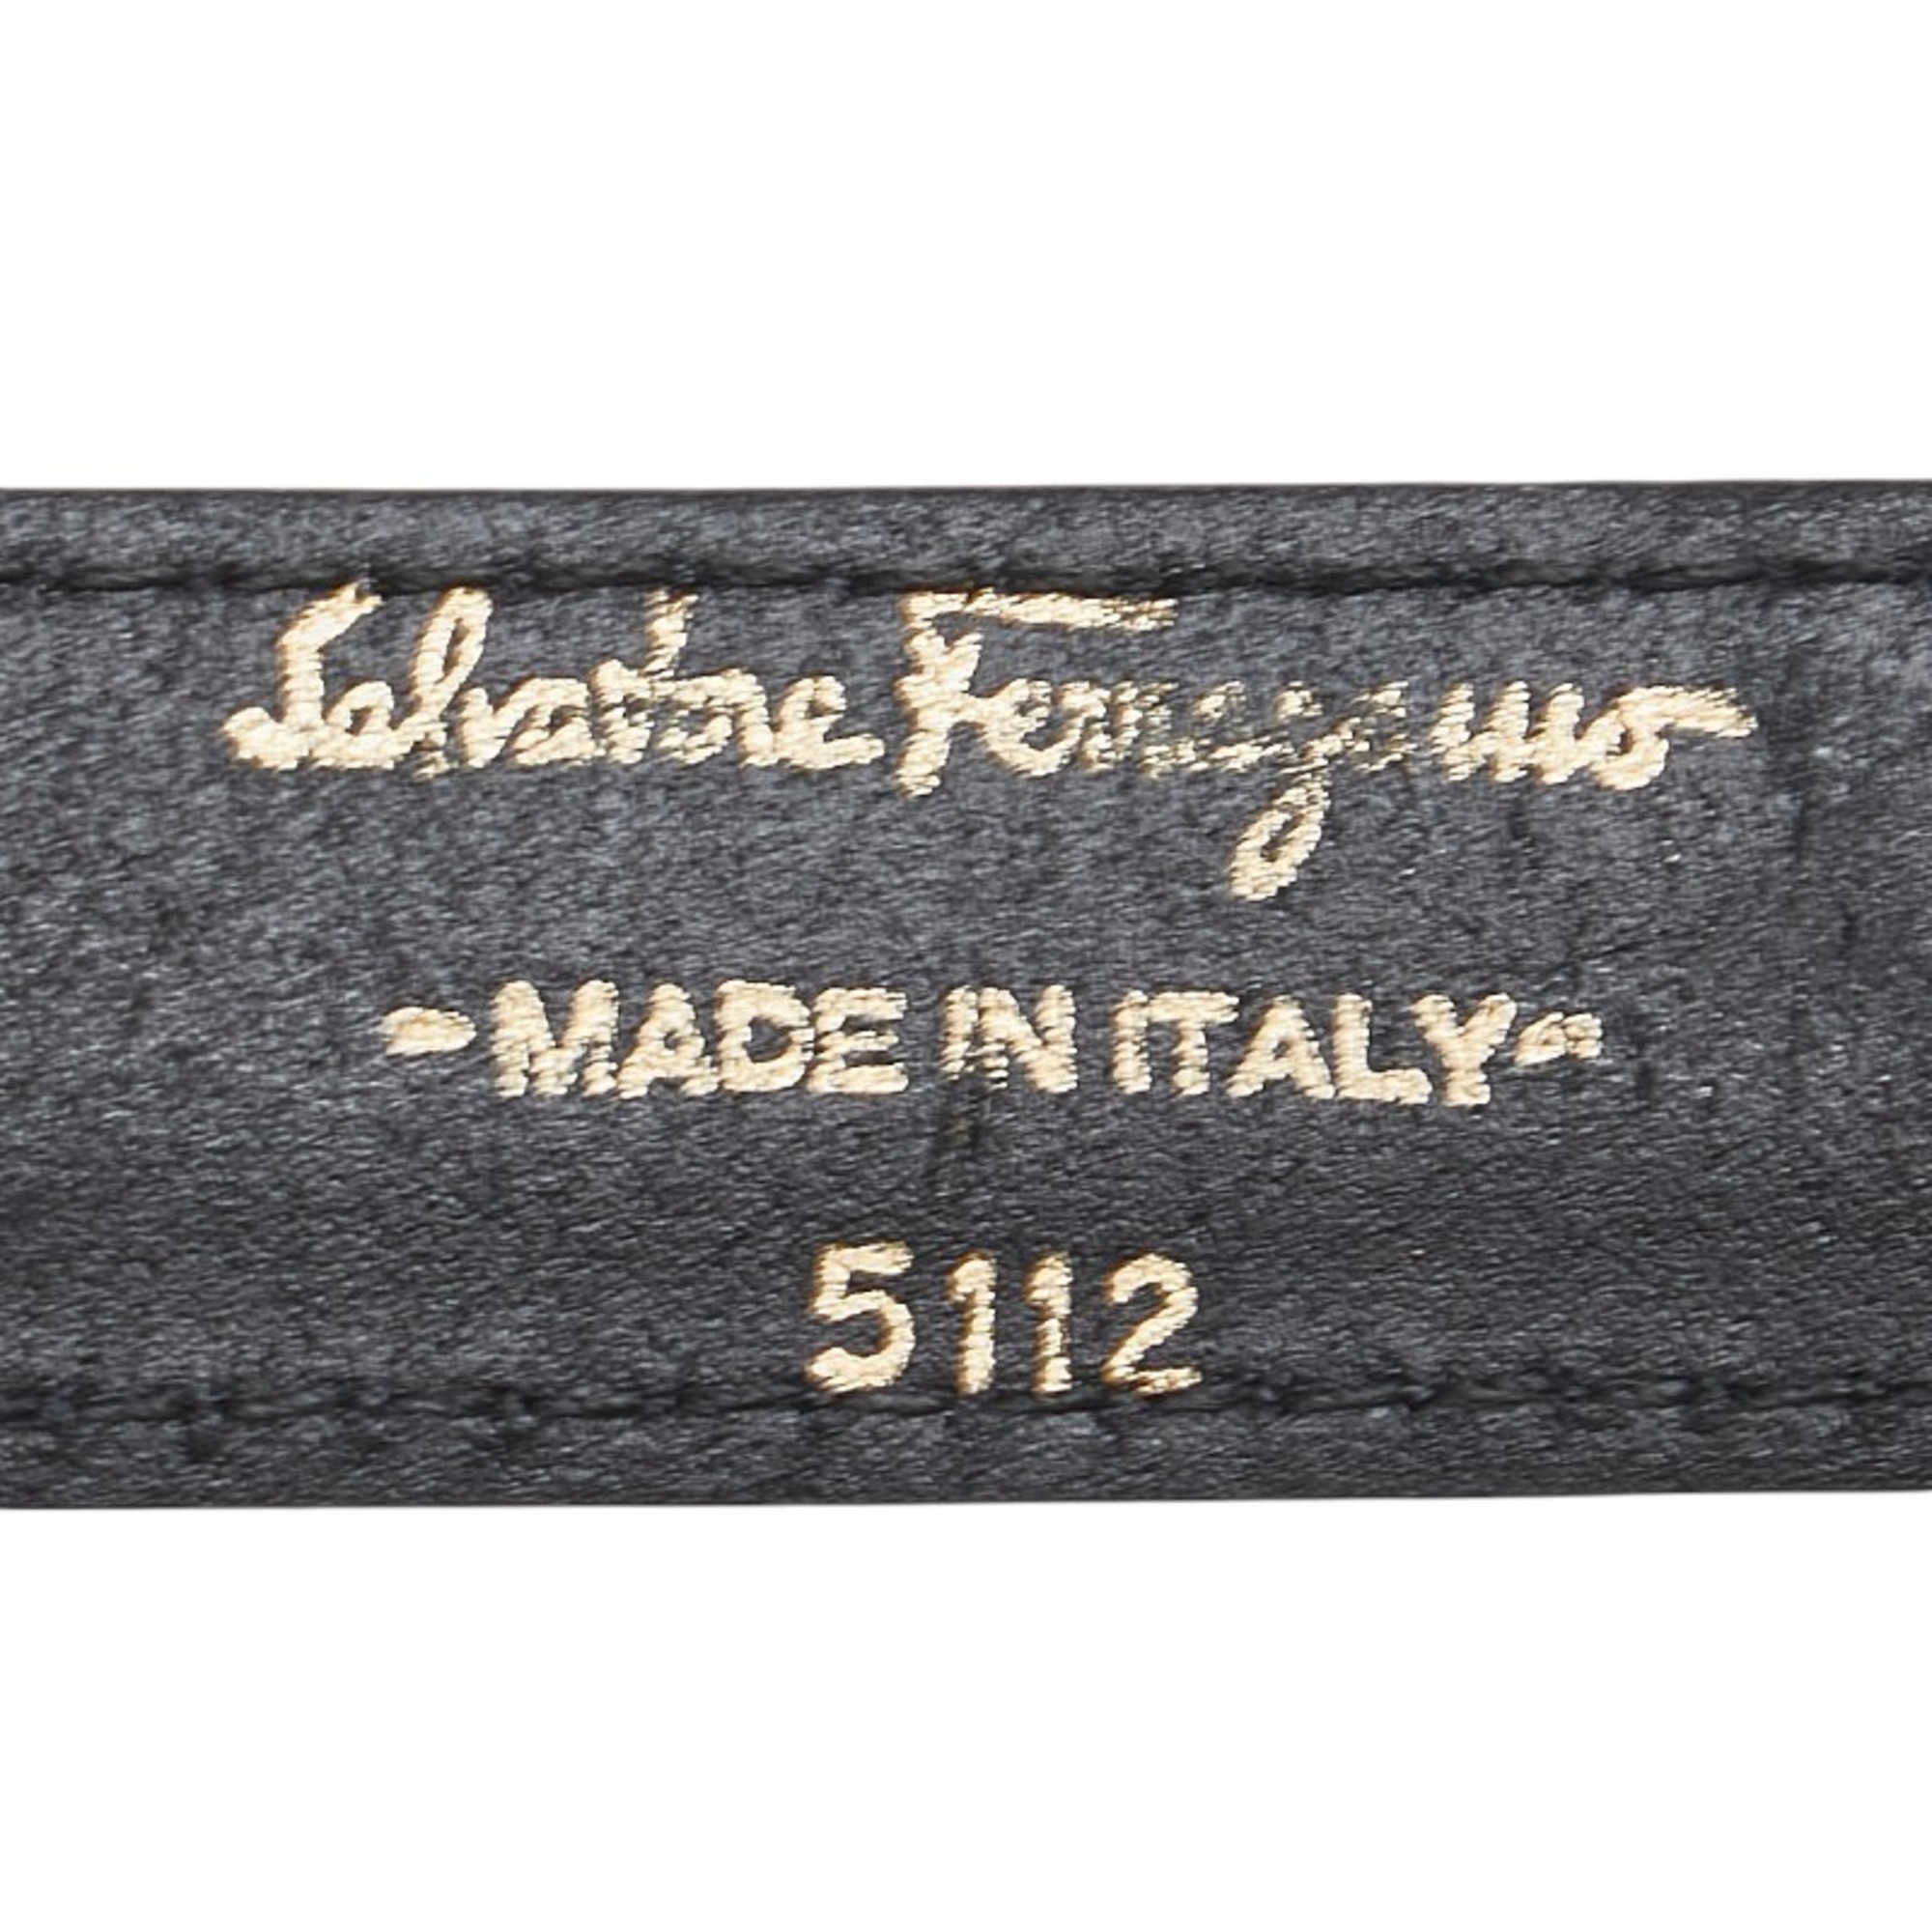 Salvatore Ferragamo
-MADE IN ITALY-
5112